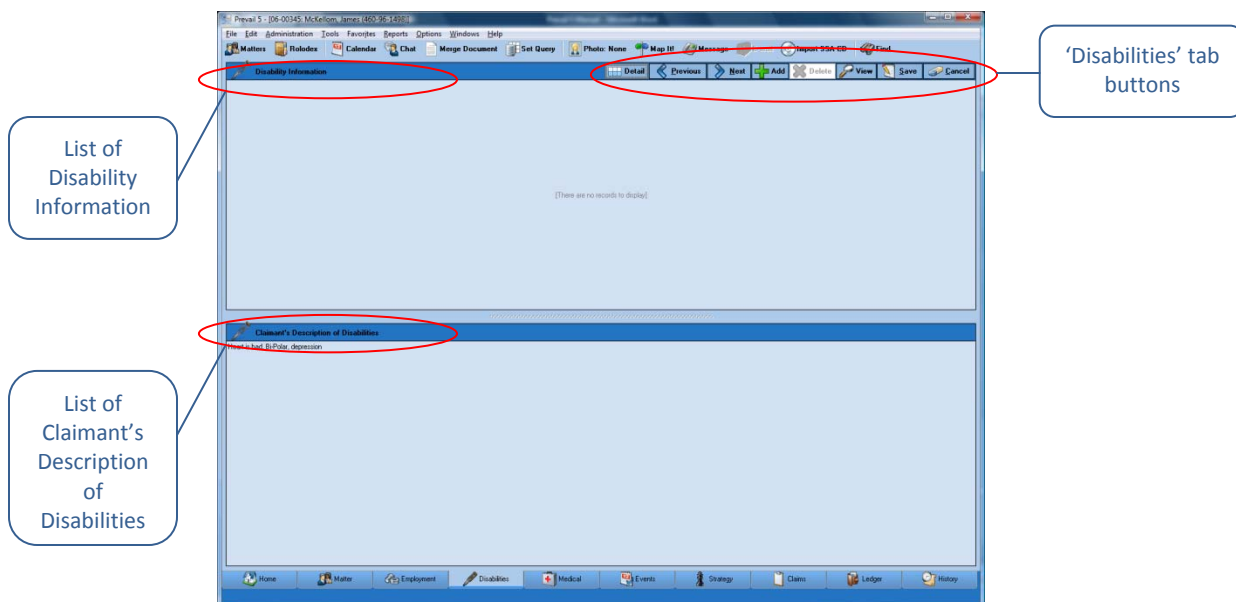 Prevail 5 - [06-00345; McKellom, James (460-96-1498)]
File Edit Administration Tools Favorites Reports Options Windows Help
Matters Rolodex Calendar Chat Merge Document Set Query Photo: None Map It! Message Import SSA-ED Find
Disability Information Detail Previous Next Add Delete View Save Cancel
'Disabilities' tab
buttons
List of
Disability
Information
[There are no records to display]
Claimant's Description of Disabilities
Heart is bad, Bi-Polar, depression
List of
Claimant's
Description
of
Disabilities
Home Matter Employment Disabilities Medical Events Strategy Claims Ledger History